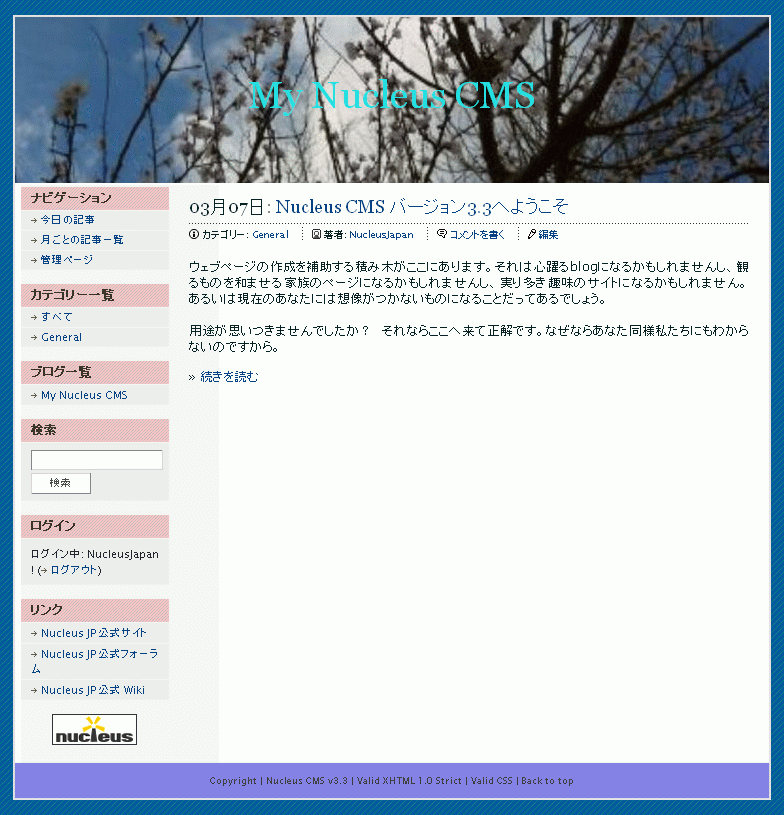 My Nucleus CMS
ナビゲーション
今日の記事
月ごとの記事一覧
管理ページ
カテゴリー一覧
すべて
General
ブログ一覧
My Nucleus CMS
検索
検索
ログイン
ログイン中: NucleusJapan
! (→ ログアウト)
リンク
Nucleus JP公式サイト
Nucleus JP公式フォーラ
ム
Nucleus JP公式 Wiki
nucleus
03月07日: Nucleus CMS バージョン3.3へようこそ
カテゴリー: General 著者: NucleusJapan コメントを書く 編集
ウェブページの作成を補助する積み木がここにあります。それは心躍るblogになるかもしれませんし、観
るものを和ませる家族のページになるかもしれませんし、実り多き趣味のサイトになるかもしれません。
あるいは現在のあなたには想像がつかないものになることだってあるでしょう。
用途が思いつきませんでしたか？　それならここへ来て正解です。なぜならあなた同様私たちにもわから
ないのですから。
» 続きを読む
Copyright | Nucleus CMS v3.3 | Valid XHTML 1.0 Strict | Valid CSS | Back to top